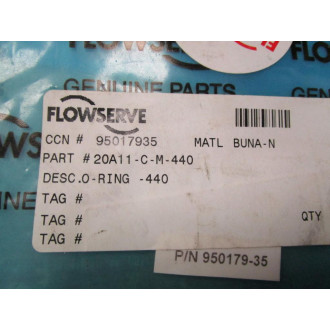 FLOWSERVE
GENUINE PARTS
FLOWSERVE
CCN # 95017935 MATL BUNA-N
PART # 20A11-C-M-440
DESC. O-RING -440
TAG #
TAG # QTY
TAG #
P/N 950179-35